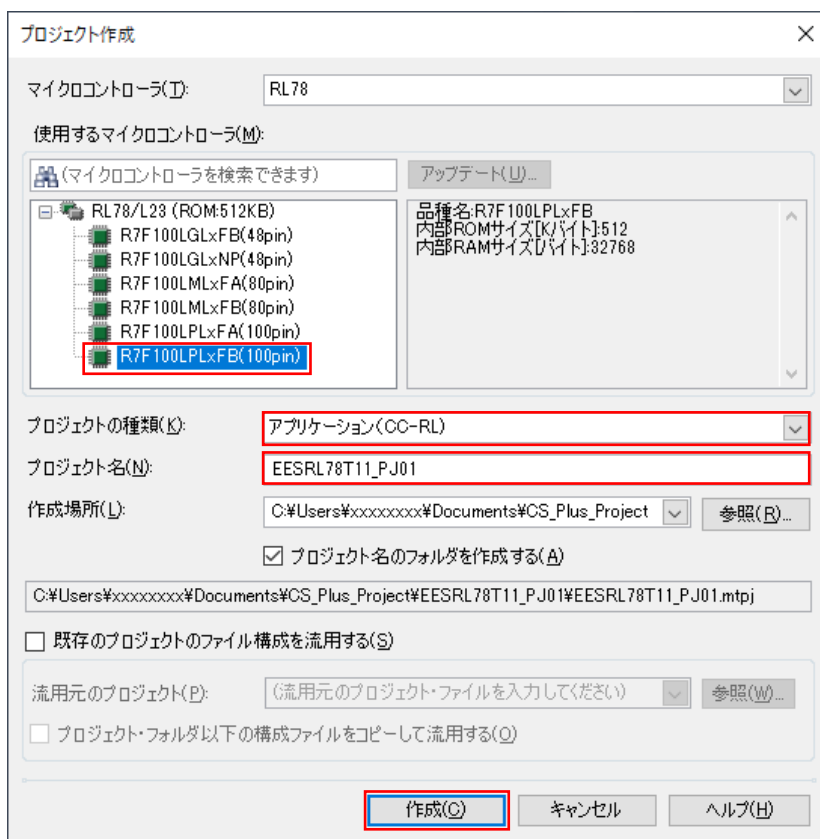 プロジェクト作成
マイクロコントローラ(T): RL78
使用するマイクロコントローラ(M):
(マイクロコントローラを検索できます) アップデート(U)...
RL78/L23 (ROM:512KB)
R7F100LGLxFB(48pin)
R7F100LGLxNP(48pin)
R7F100LMLxFA(80pin)
R7F100LMLxFB(80pin)
R7F100LPLxFA(100pin)
R7F100LPLxFB(100pin)
品種名:R7F100LPLxFB
内部ROMサイズ[Kバイト]:512
内部RAMサイズ[バイト]:32768
プロジェクトの種類(K): アプリケーション(CC-RL)
プロジェクト名(N): EESRL78T11_PJ01
作成場所(L): C:¥Users¥xxxxxxxx¥Documents¥CS_Plus_Project 参照(R)...
プロジェクト名のフォルダを作成する(A)
C:¥Users¥xxxxxxxx¥Documents¥CS_Plus_Project¥EESRL78T11_PJ01¥EESRL78T11_PJ01.mtpj
既存のプロジェクトのファイル構成を流用する(S)
流用元のプロジェクト(P): (流用元のプロジェクト・ファイルを入力してください) 参照(W)...
プロジェクト・フォルダ以下の構成ファイルをコピーして流用する(O)
作成(C) キャンセル ヘルプ(H)